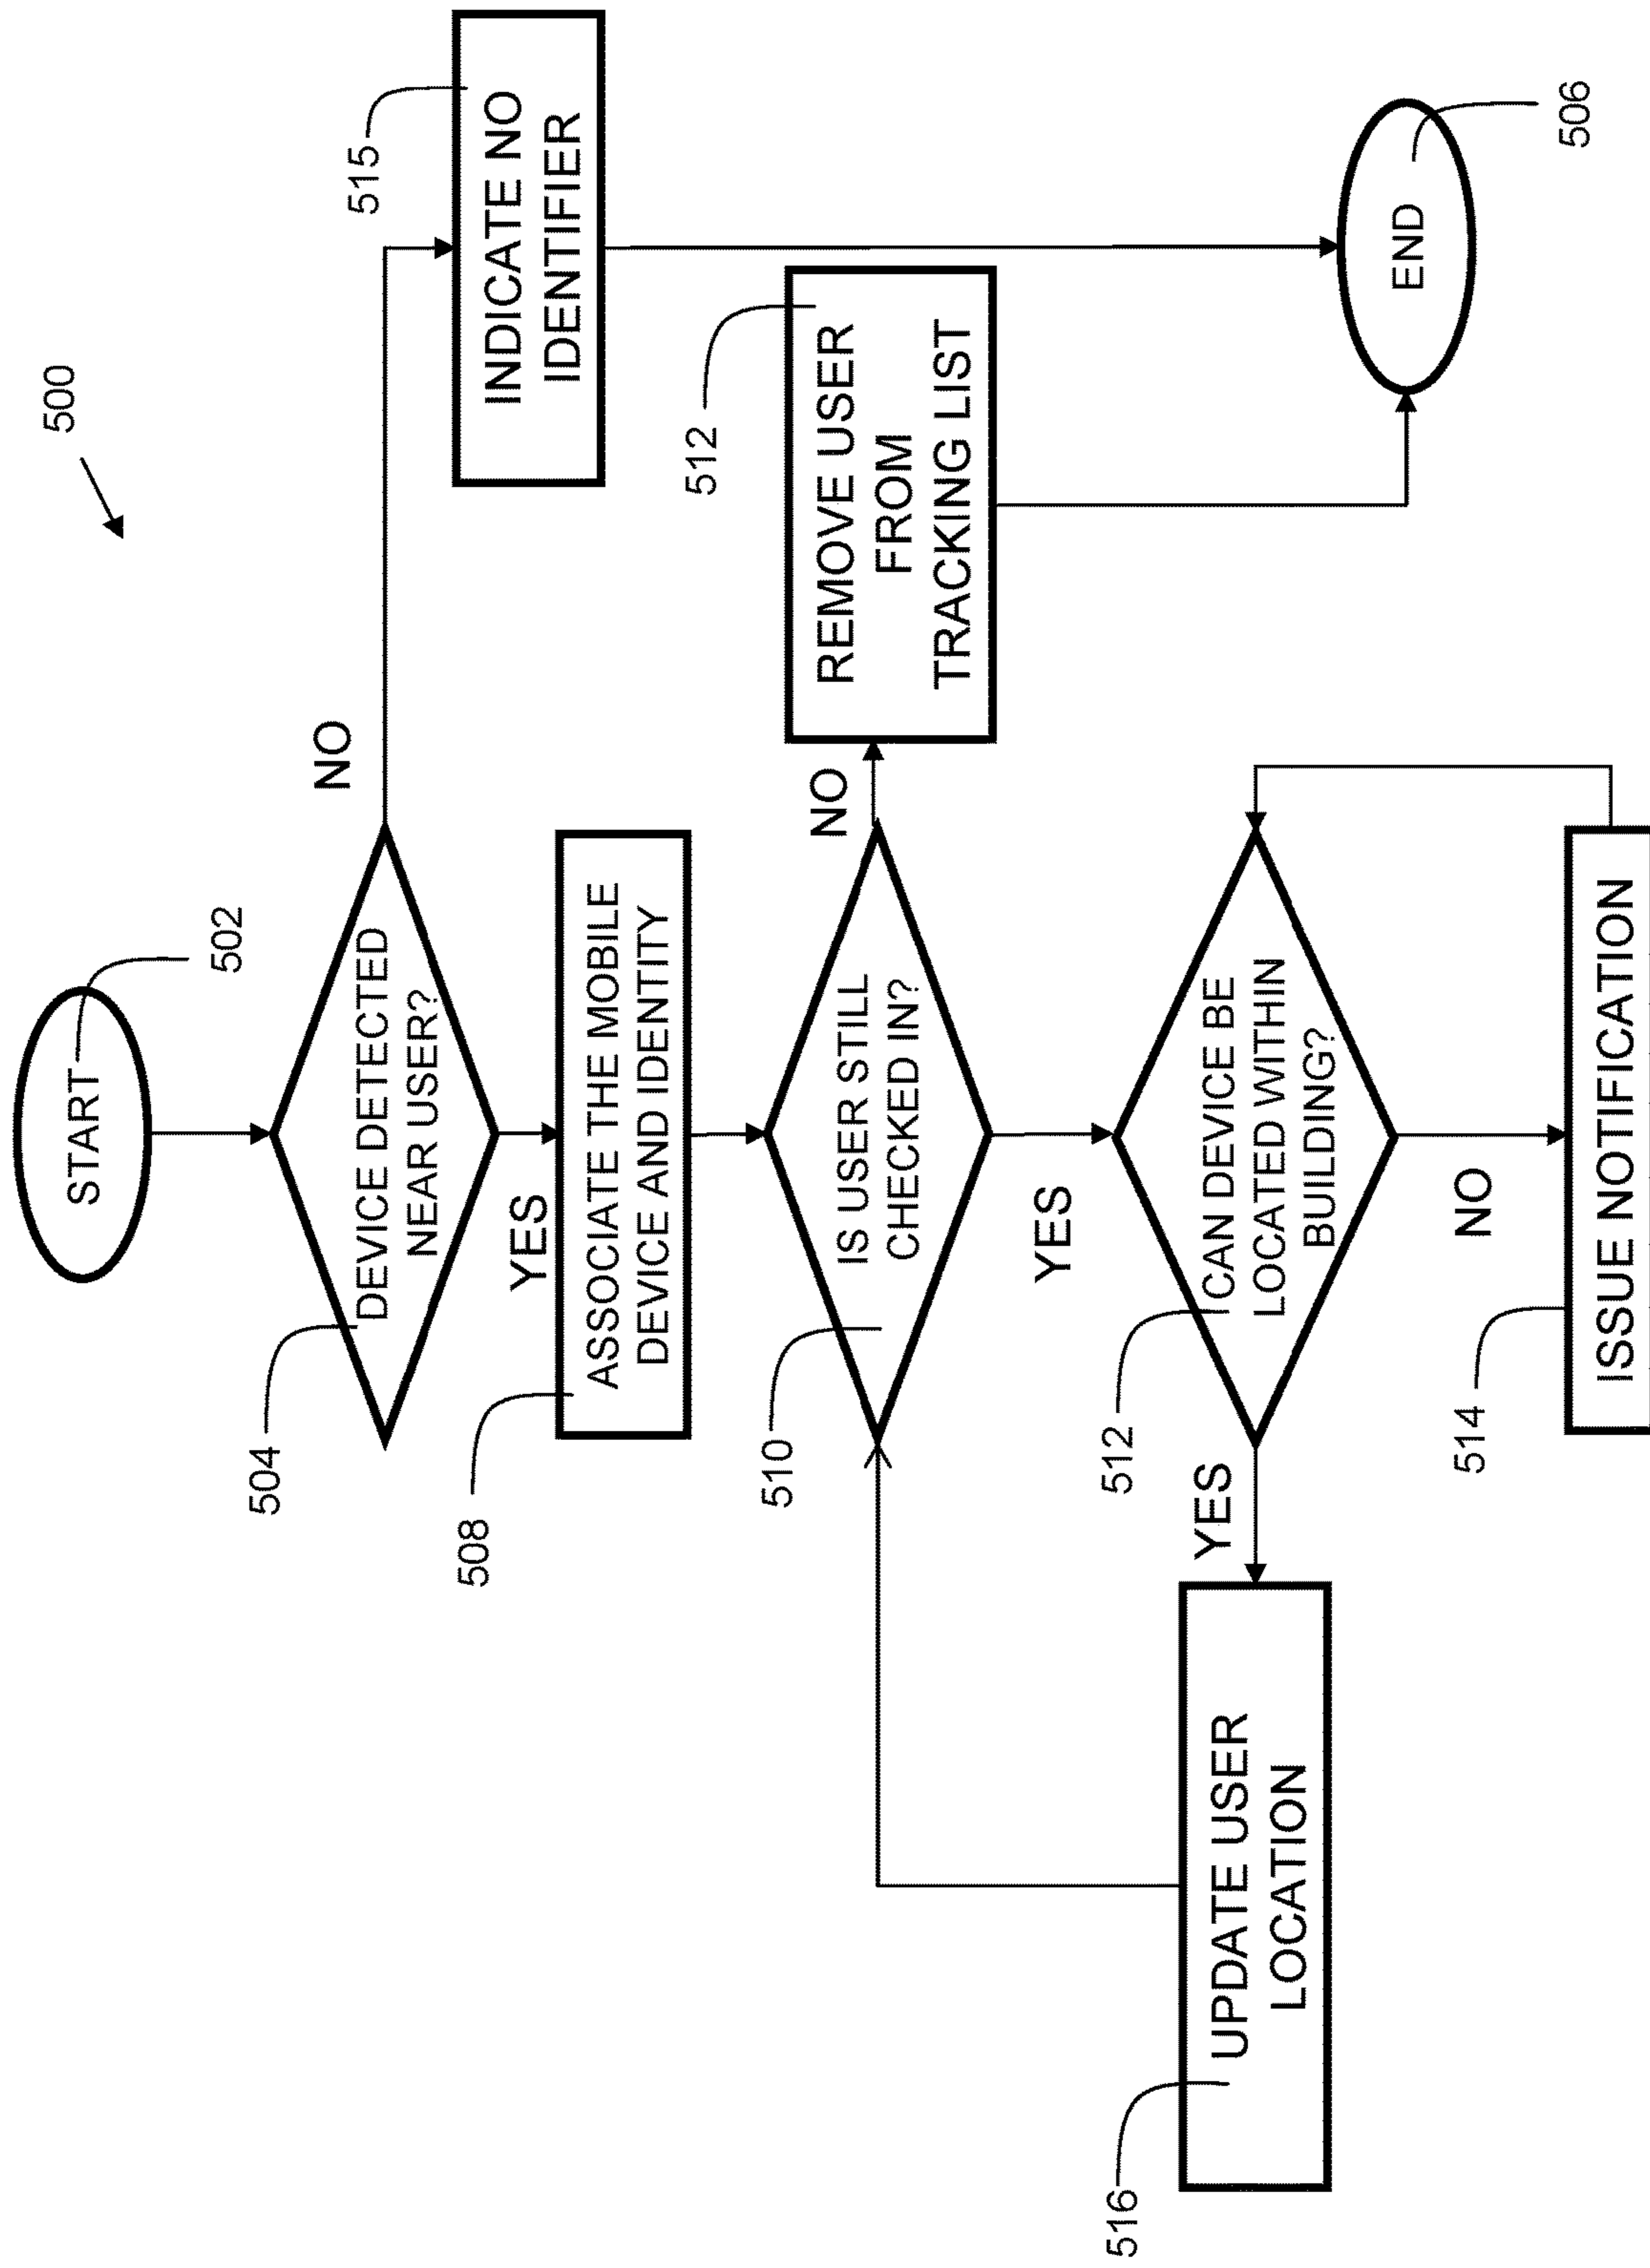 500
START
502
504
DEVICE DETECTED
NEAR USER?
NO
515
INDICATE NO
IDENTIFIER
YES
508
ASSOCIATE THE MOBILE
DEVICE AND IDENTITY
510
IS USER STILL
CHECKED IN?
NO
512
REMOVE USER
FROM
TRACKING LIST
YES
512
CAN DEVICE BE
LOCATED WITHIN
BUILDING?
YES
516
UPDATE USER
LOCATION
NO
514
ISSUE NOTIFICATION
END
506